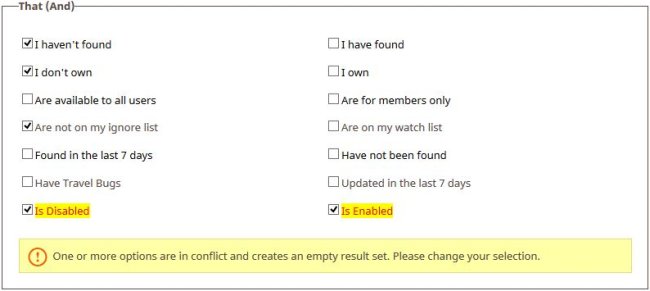 That (And)
I haven't found I have found
I don't own I own
Are available to all users Are for members only
Are not on my ignore list Are on my watch list
Found in the last 7 days Have not been found
Have Travel Bugs Updated in the last 7 days
Is Disabled Is Enabled
One or more options are in conflict and creates an empty result set. Please change your selection.